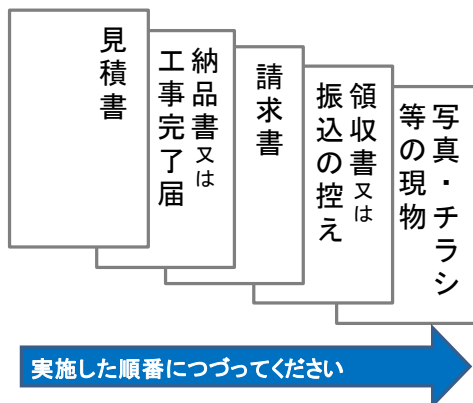 見積書
納品書又は
工事完了届
請求書
領収書又は
振込の控え
写真・チラシ
等の現物
実施した順番につづってください